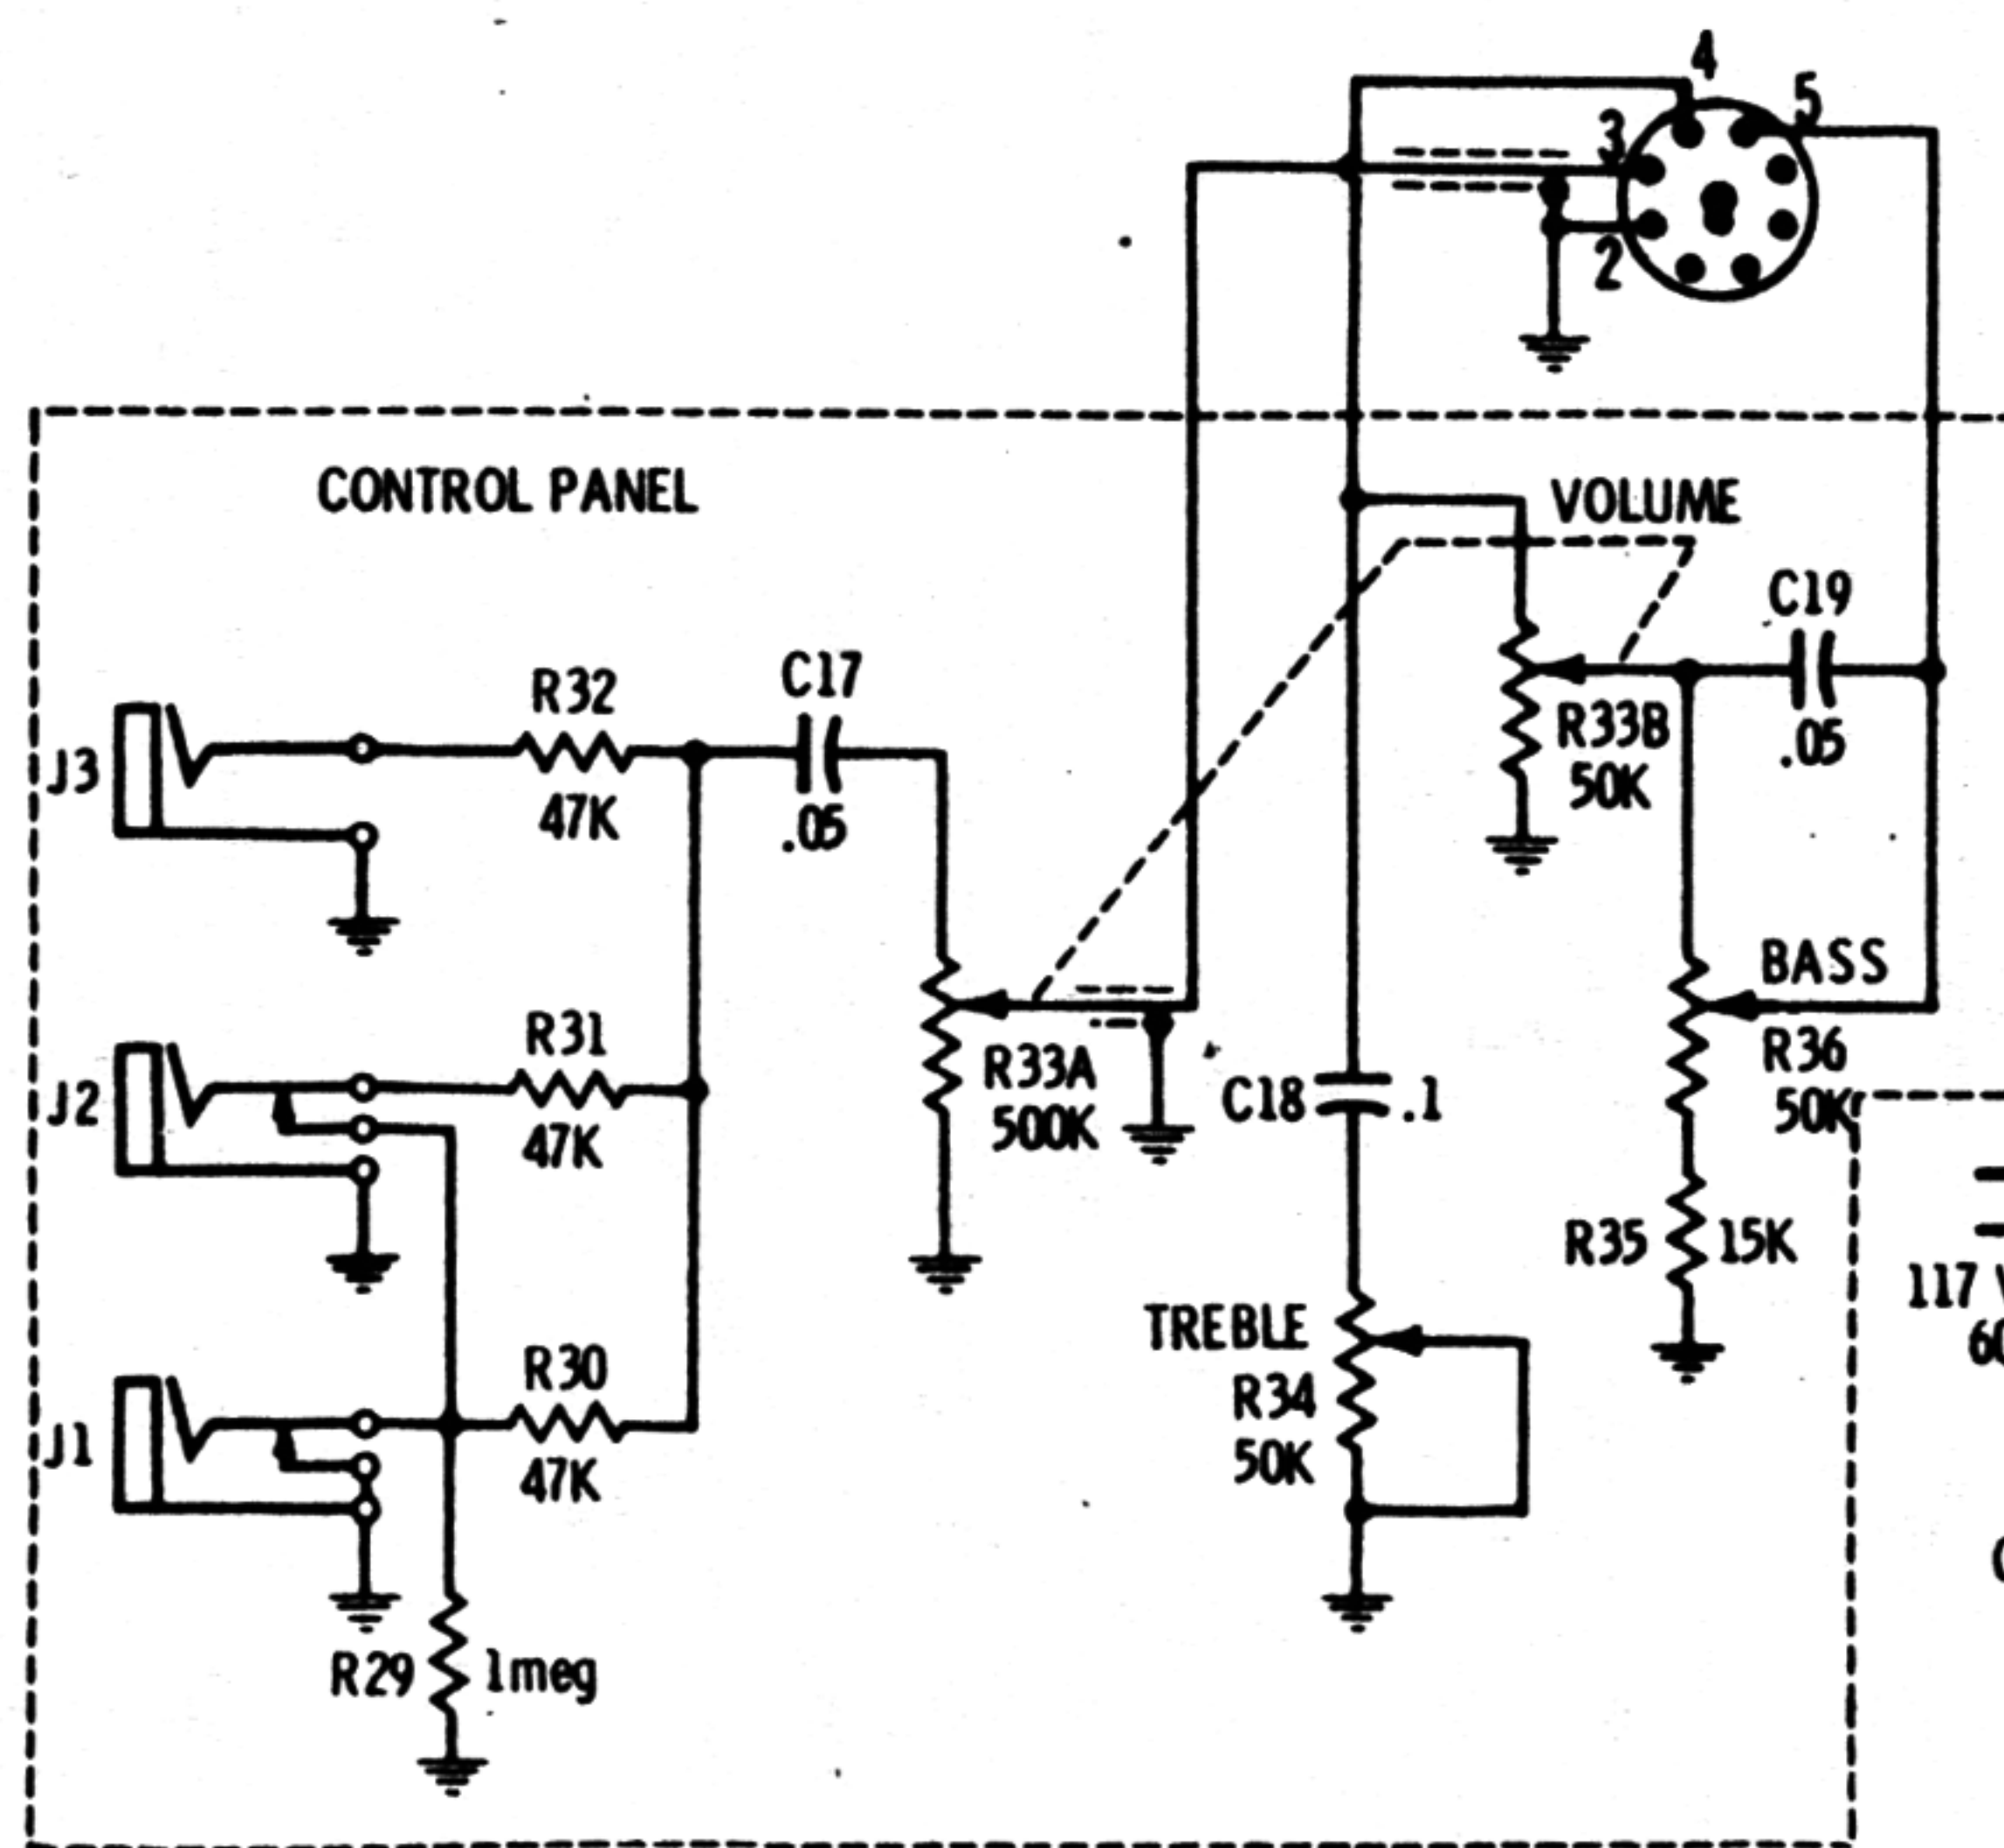 4
5
3
2
CONTROL PANEL
VOLUME
C19
.05
R33B
50K
R32
47K
C17
.05
J3
BASS
R36
50K
R31
47K
J2
R33A
500K
C18 .1
R35 15K
117
TREBLE
R34
50K
R30
47K
J1
R29 1meg